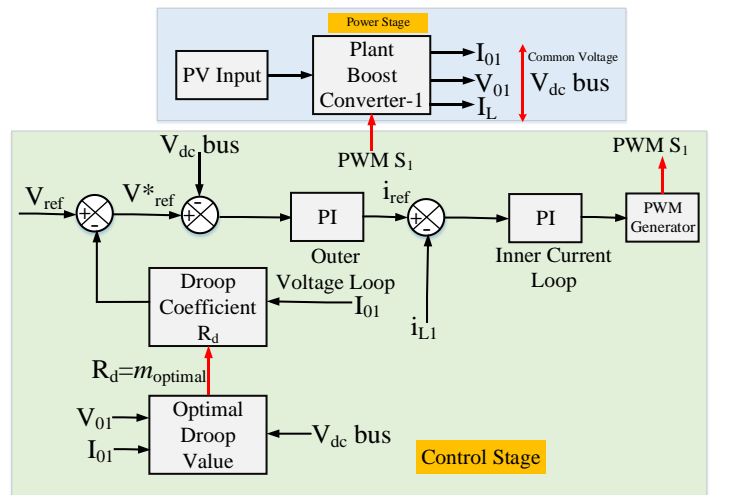 Power Stage
PV Input
Plant
Boost
Converter-1
I01
V01
IL
Common Voltage
Vdc bus
PWM S1
PWM S1
Vdc bus
Vref
+
-
V*ref
-
+
PI
Outer
Voltage Loop
iref
+
-
iL1
PI
Inner Current
Loop
PWM
Generator
Droop
Coefficient
Rd
I01
Rd=moptimal
V01
I01
Optimal
Droop
Value
Vdc bus
Control Stage